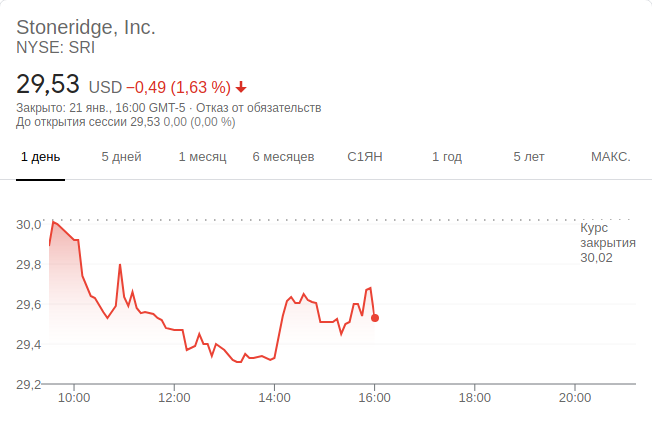 Stoneridge, Inc.
NYSE: SRI
29,53 USD −0,49 (1,63 %)
Закрыто: 21 янв., 16:00 GMT-5 · Отказ от обязательств
До открытия сессии 29,53 0,00 (0,00 %)
1 день 5 дней 1 месяц 6 месяцев С1ЯН 1 год 5 лет МАКС.
30,0
29,8
29,6
29,4
29,2
Курс
закрытия
30,02
10:00 12:00 14:00 16:00 18:00 20:00